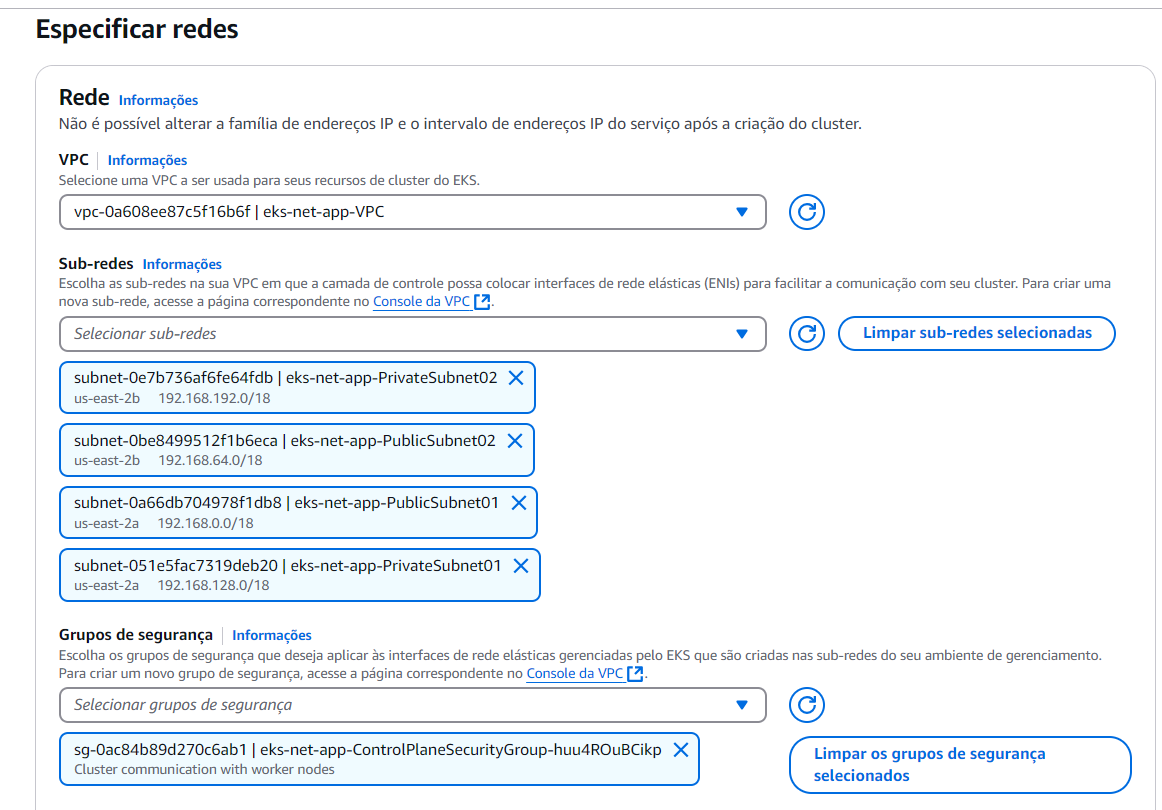 Especificar redes
Rede Informações
Não é possível alterar a família de endereços IP e o intervalo de endereços IP do serviço após a criação do cluster.
VPC Informações
Selecione uma VPC a ser usada para seus recursos de cluster do EKS.
vpc-0a608ee87c5f16b6f | eks-net-app-VPC
Sub-redes Informações
Escolha as sub-redes na sua VPC em que a camada de controle possa colocar interfaces de rede elásticas (ENIs) para facilitar a comunicação com seu cluster. Para criar uma
nova sub-rede, acesse a página correspondente no Console da VPC.
Selecionar sub-redes
Limpar sub-redes selecionadas
subnet-0e7b736af6fe64fdb | eks-net-app-PrivateSubnet02
us-east-2b 192.168.192.0/18
subnet-0be8499512f1b6eca | eks-net-app-PublicSubnet02
us-east-2b 192.168.64.0/18
subnet-0a66db704978f1db8 | eks-net-app-PublicSubnet01
us-east-2a 192.168.0.0/18
subnet-051e5fac7319deb20 | eks-net-app-PrivateSubnet01
us-east-2a 192.168.128.0/18
Grupos de segurança Informações
Escolha os grupos de segurança que deseja aplicar às interfaces de rede elásticas gerenciadas pelo EKS que são criadas nas sub-redes do seu ambiente de gerenciamento.
Para criar um novo grupo de segurança, acesse a página correspondente no Console da VPC.
Selecionar grupos de segurança
sg-0ac84b89d270c6ab1 | eks-net-app-ControlPlaneSecurityGroup-huu4ROuBCikp
Cluster communication with worker nodes
Limpar os grupos de segurança
selecionados